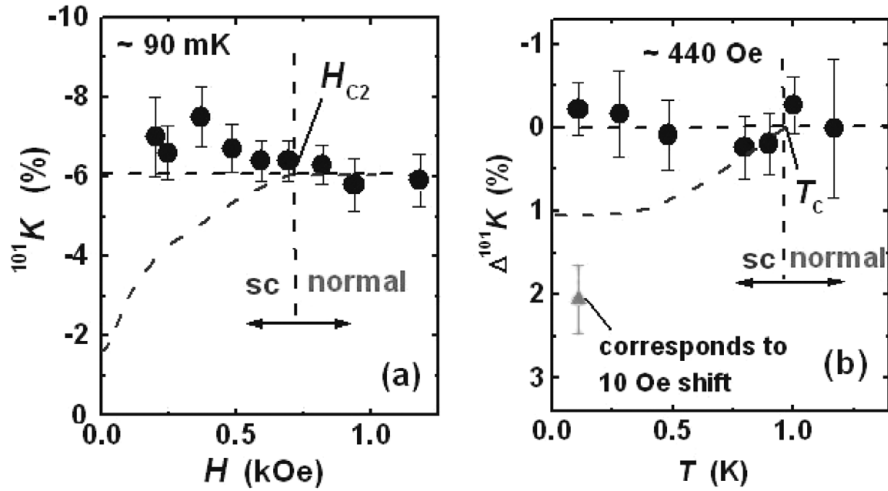 -10
-8
-6
-4
-2
0
¹⁰¹K (%)
~ 90 mK
H_C2
sc
normal
(a)
0.0
0.5
1.0
H (kOe)
-1
0
1
2
3
Δ¹⁰¹K (%)
~ 440 Oe
T_C
sc
normal
corresponds to
10 Oe shift
(b)
0.0
0.5
1.0
T (K)